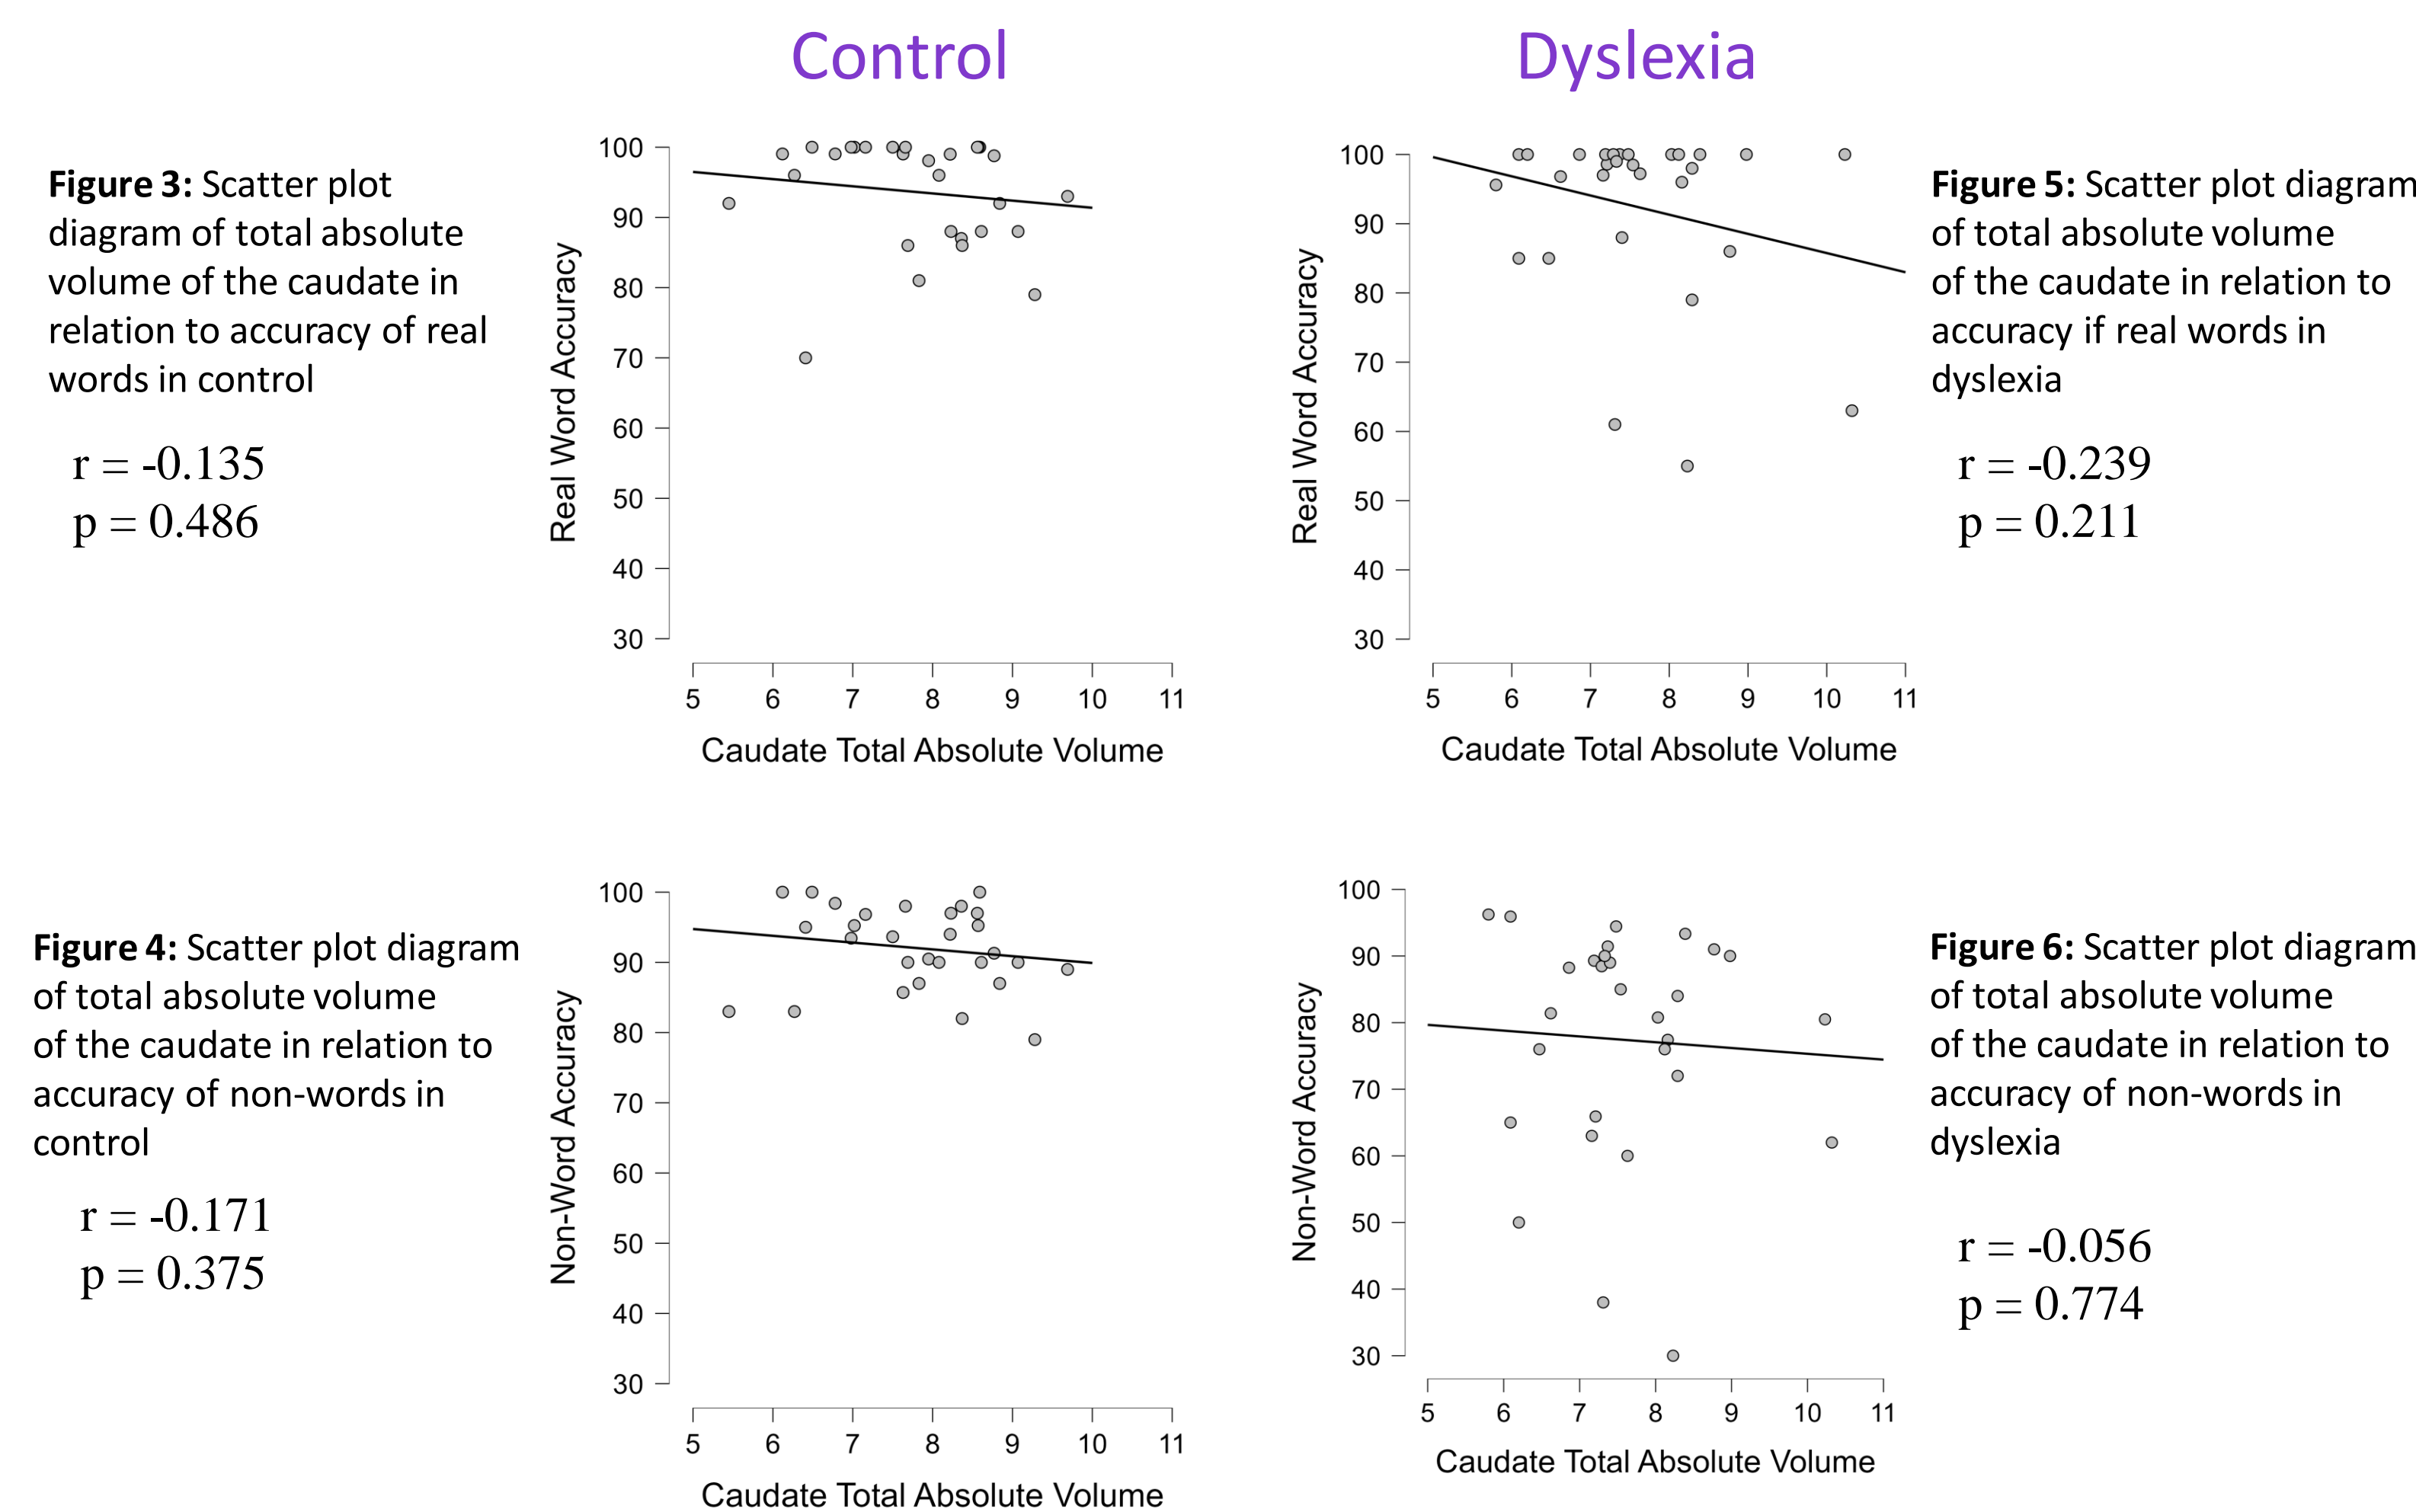 Control
Dyslexia
Figure 3: Scatter plot
diagram of total absolute
volume of the caudate in
relation to accuracy of real
words in control
r = -0.135
p = 0.486
Real Word Accuracy
100
90
80
70
60
50
40
30
5 6 7 8 9 10 11
Caudate Total Absolute Volume
Real Word Accuracy
100
90
80
70
60
50
40
30
5 6 7 8 9 10 11
Caudate Total Absolute Volume
Figure 5: Scatter plot diagram
of total absolute volume
of the caudate in relation to
accuracy if real words in
dyslexia
r = -0.239
p = 0.211
Figure 4: Scatter plot diagram
of total absolute volume
of the caudate in relation to
accuracy of non-words in
control
r = -0.171
p = 0.375
Non-Word Accuracy
100
90
80
70
60
50
40
30
5 6 7 8 9 10 11
Caudate Total Absolute Volume
Non-Word Accuracy
100
90
80
70
60
50
40
30
5 6 7 8 9 10 11
Caudate Total Absolute Volume
Figure 6: Scatter plot diagram
of total absolute volume
of the caudate in relation to
accuracy of non-words in
dyslexia
r = -0.056
p = 0.774